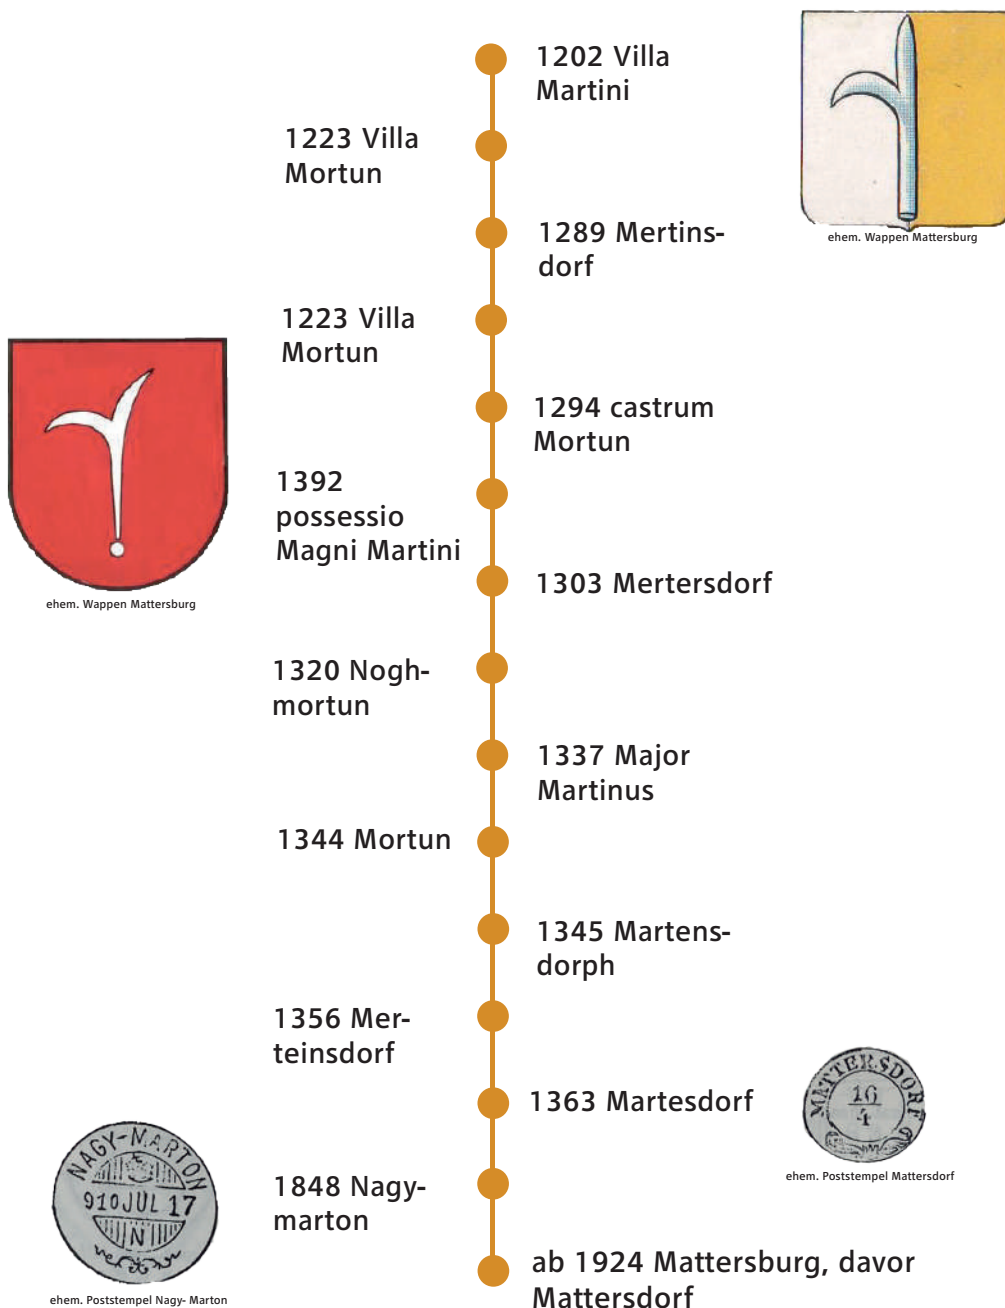 1202 Villa
Martini
1223 Villa
Mortun
ehem. Wappen Mattersburg
1289 Mertins-
dorf
1223 Villa
Mortun
1294 castrum
Mortun
1392
possessio
Magni Martini
ehem. Wappen Mattersburg
1303 Mertersdorf
1320 Nogh-
mortun
1337 Major
Martinus
1344 Mortun
1345 Martens-
dorph
1356 Mer-
teinsdorf
1363 Martesdorf
MATTERSDORF
16
4
ehem. Poststempel Mattersdorf
NAGY-MARTON
910 JUL 17
N
1848 Nagy-
marton
ab 1924 Mattersburg, davor
Mattersdorf
ehem. Poststempel Nagy- Marton